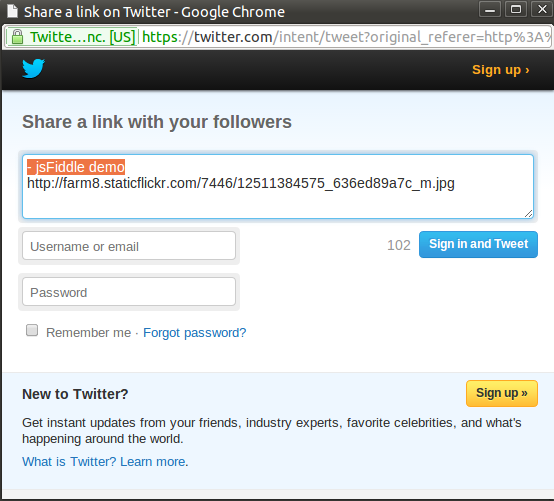 Share a link on Twitter - Google Chrome
Twitte...nc. [US] https://twitter.com/intent/tweet?original_referer=http%3A%
Sign up ›
Share a link with your followers
- jsFiddle demo
http://farm8.staticflickr.com/7446/12511384575_636ed89a7c_m.jpg
Username or email
102 Sign in and Tweet
Password
Remember me · Forgot password?
New to Twitter? Sign up »
Get instant updates from your friends, industry experts, favorite celebrities, and what's
happening around the world.
What is Twitter? Learn more.